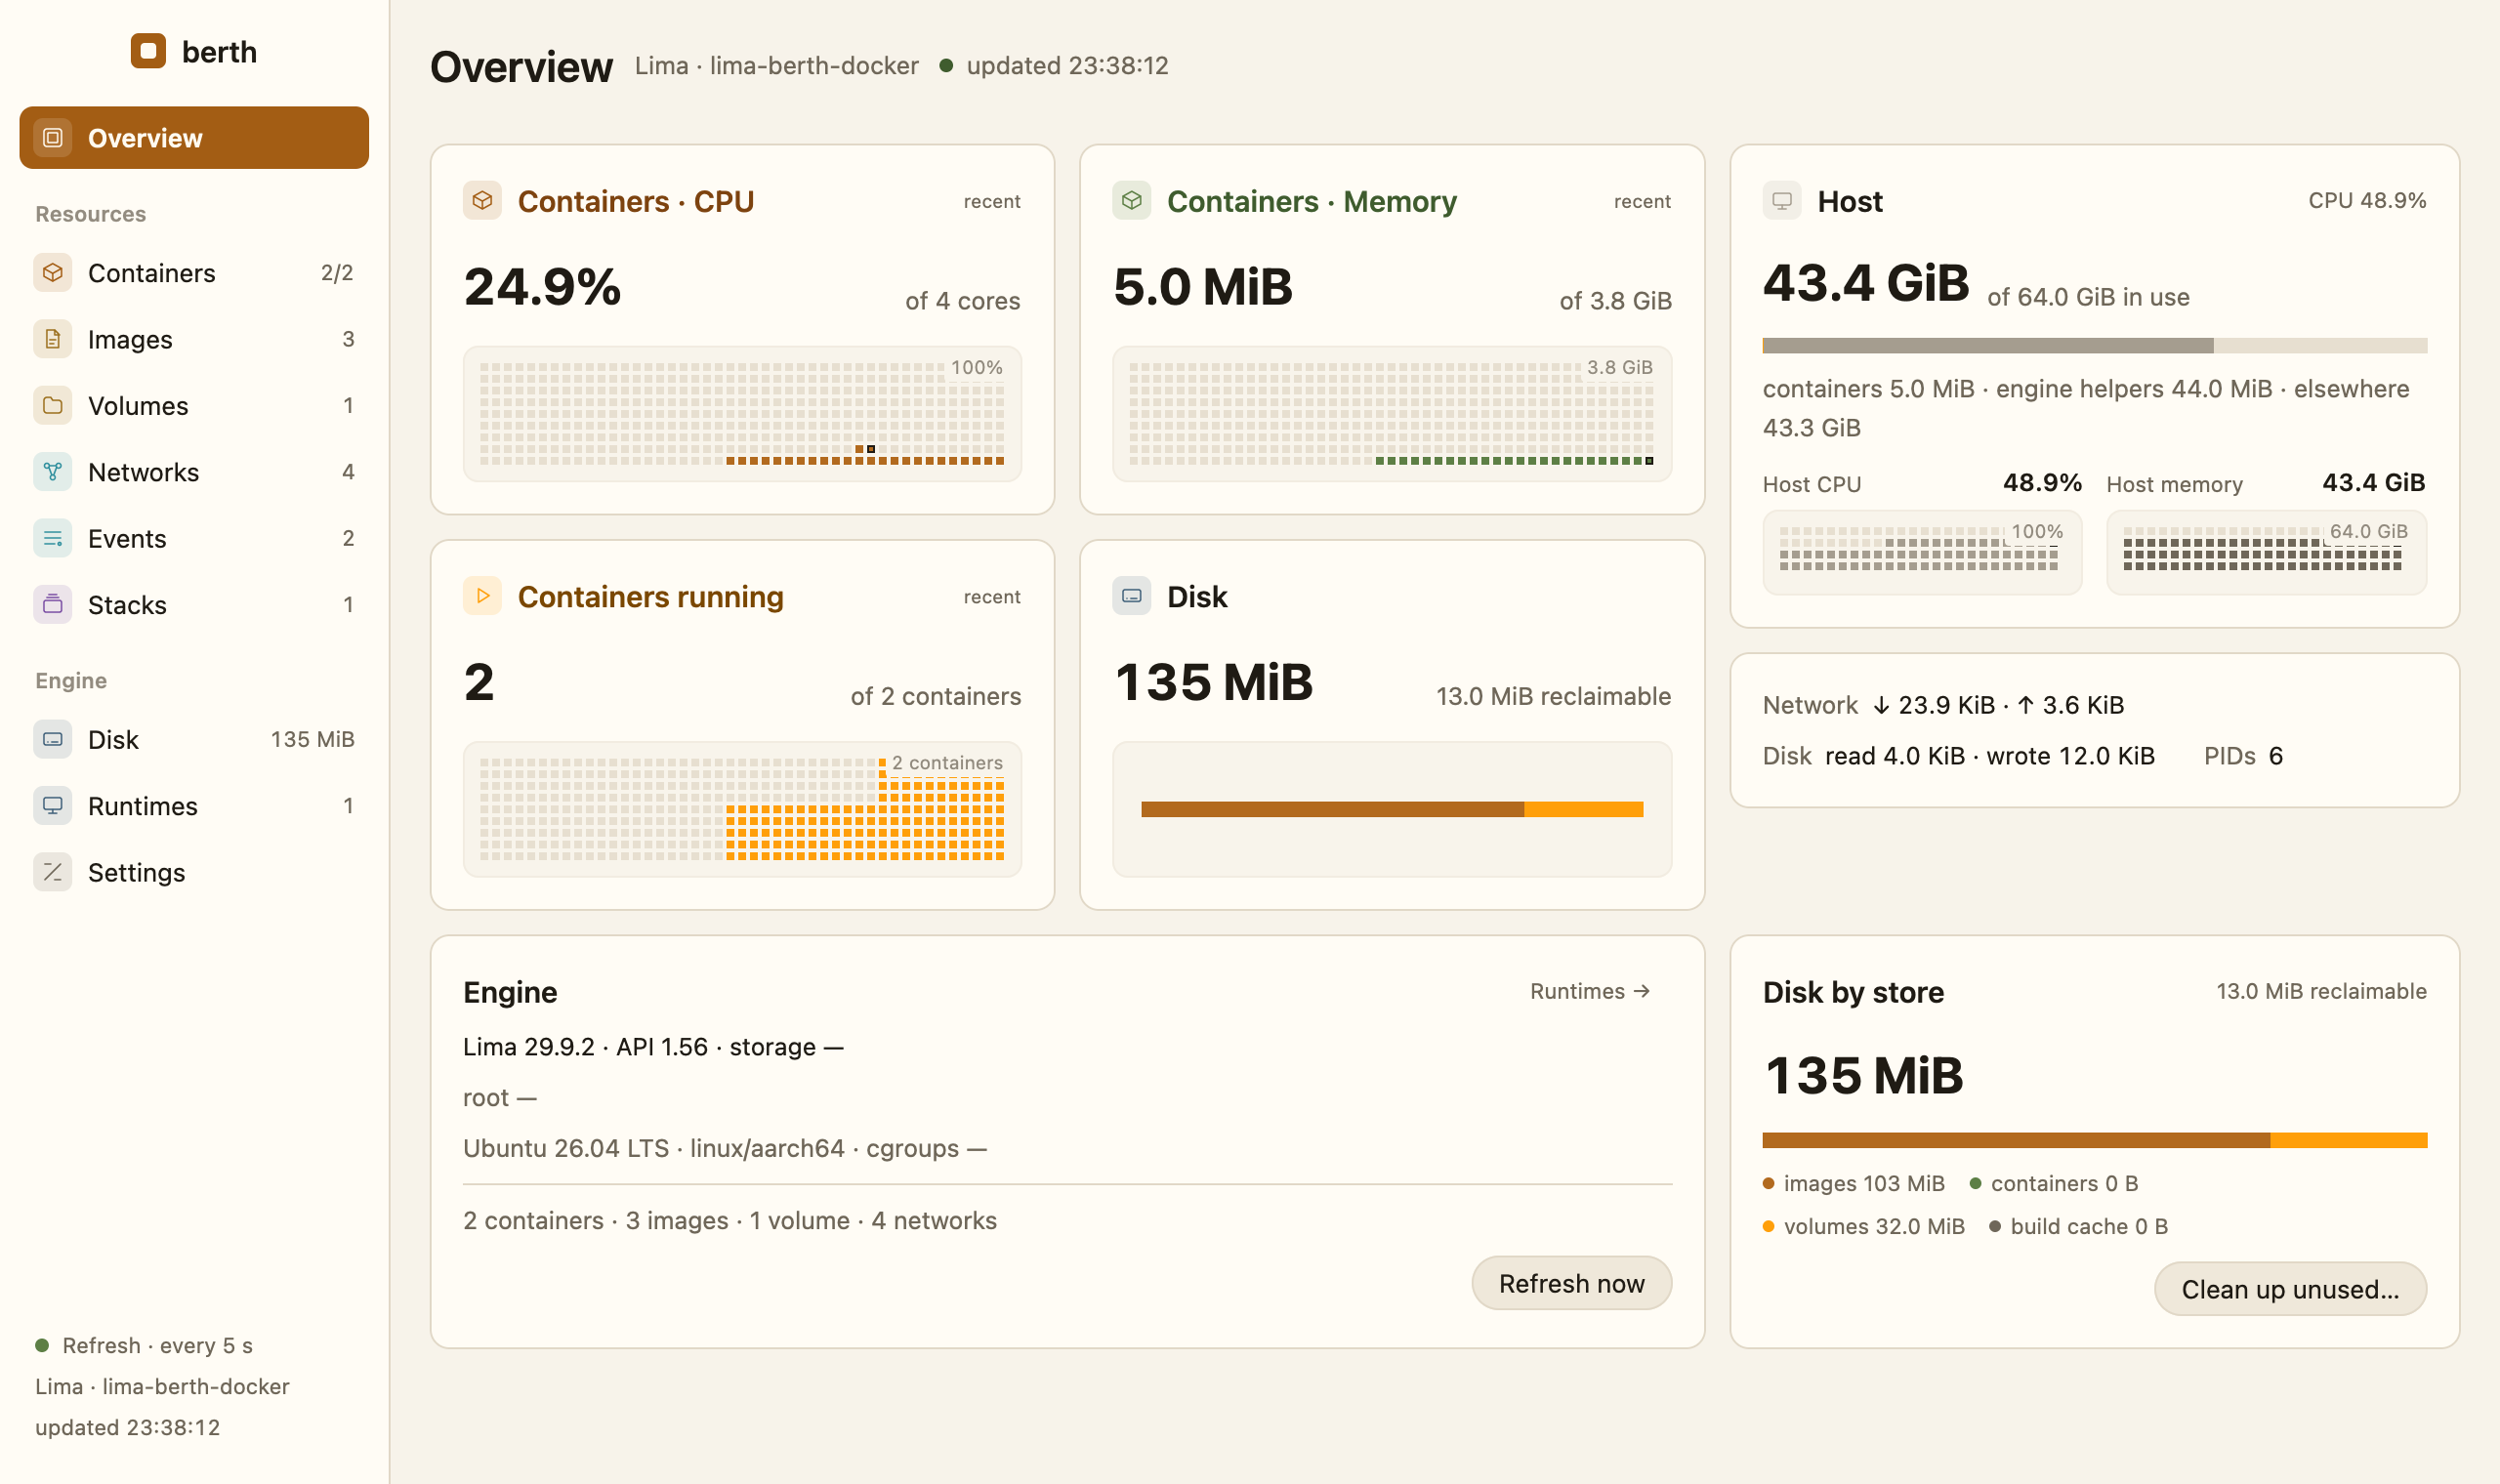 berth
Overview
Resources
Containers 2/2
Images 3
Volumes 1
Networks 4
Events 2
Stacks 1
Engine
Disk 135 MiB
Runtimes 1
Settings
Refresh · every 5 s
Lima · lima-berth-docker
updated 23:38:12
Overview Lima · lima-berth-docker updated 23:38:12
Containers · CPU recent
24.9% of 4 cores
100%
Containers · Memory recent
5.0 MiB of 3.8 GiB
3.8 GiB
Host CPU 48.9%
43.4 GiB of 64.0 GiB in use
containers 5.0 MiB · engine helpers 44.0 MiB · elsewhere
43.3 GiB
Host CPU 48.9% Host memory 43.4 GiB
100% 64.0 GiB
Containers running recent
2 of 2 containers
2 containers
Disk
135 MiB 13.0 MiB reclaimable
Network ↓ 23.9 KiB · ↑ 3.6 KiB
Disk read 4.0 KiB · wrote 12.0 KiB PIDs 6
Engine Runtimes →
Lima 29.9.2 · API 1.56 · storage —
root —
Ubuntu 26.04 LTS · linux/aarch64 · cgroups —
2 containers · 3 images · 1 volume · 4 networks
Refresh now
Disk by store 13.0 MiB reclaimable
135 MiB
images 103 MiB containers 0 B
volumes 32.0 MiB build cache 0 B
Clean up unused...